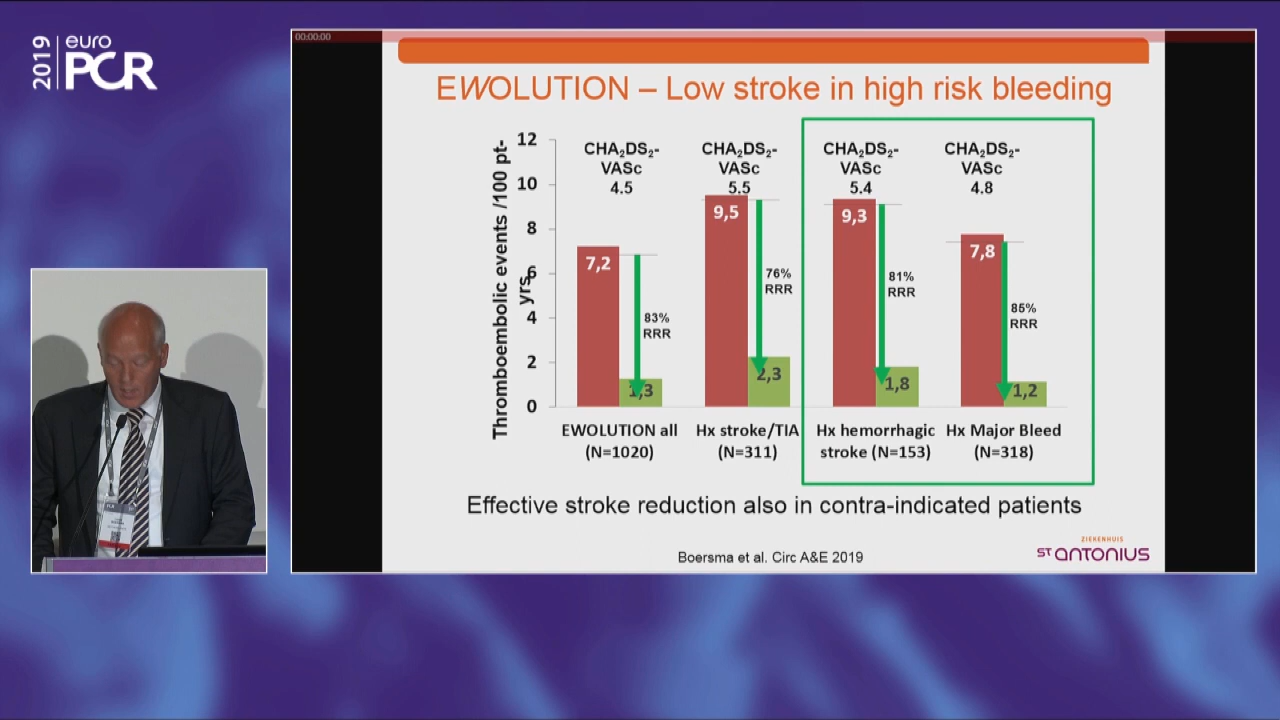 2019
euro
PCR
00:00:00
EWOLUTION – Low stroke in high risk bleeding
Thromboembolic events /100 pt-
yrs
12
10
8
6
4
2
0
CHA₂DS₂-
VASc
4.5
CHA₂DS₂-
VASc
5.5
CHA₂DS₂-
VASc
5.4
CHA₂DS₂-
VASc
4.8
7,2
83%
RRR
1,3
9,5
76%
RRR
2,3
9,3
81%
RRR
1,8
7,8
85%
RRR
1,2
EWOLUTION all
(N=1020)
Hx stroke/TIA
(N=311)
Hx hemorrhagic
stroke (N=153)
Hx Major Bleed
(N=318)
Effective stroke reduction also in contra-indicated patients
Boersma et al. Circ A&E 2019
ZIEKENHUIS
ST ANTONIUS